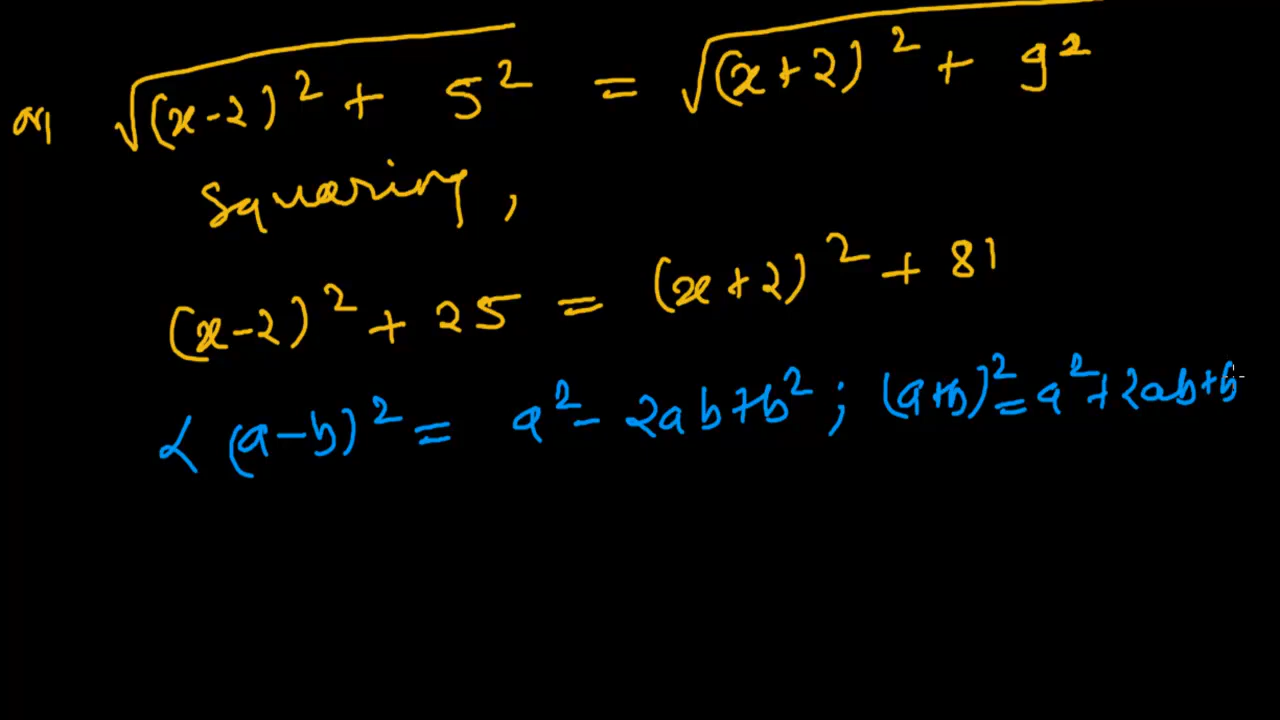 or, √(x-2)² + 5² = √(x+2)² + 9²
Squaring,
(x-2)² + 25 = (x+2)² + 81
< (a-b)² = a² - 2ab+b² ; (a+b)² = a²+2ab+b